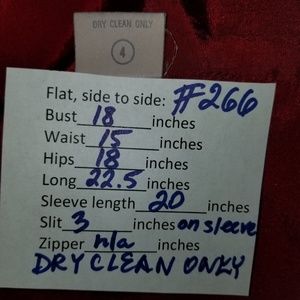 DRY CLEAN ONLY
4
Flat, side to side: #266
Bust 18 inches
Waist 15 inches
Hips 18 inches
Long 22.5 inches
Sleeve length 20 inches
Slit 3 inches on sleeve
Zipper n/a inches
DRY CLEAN ONLY